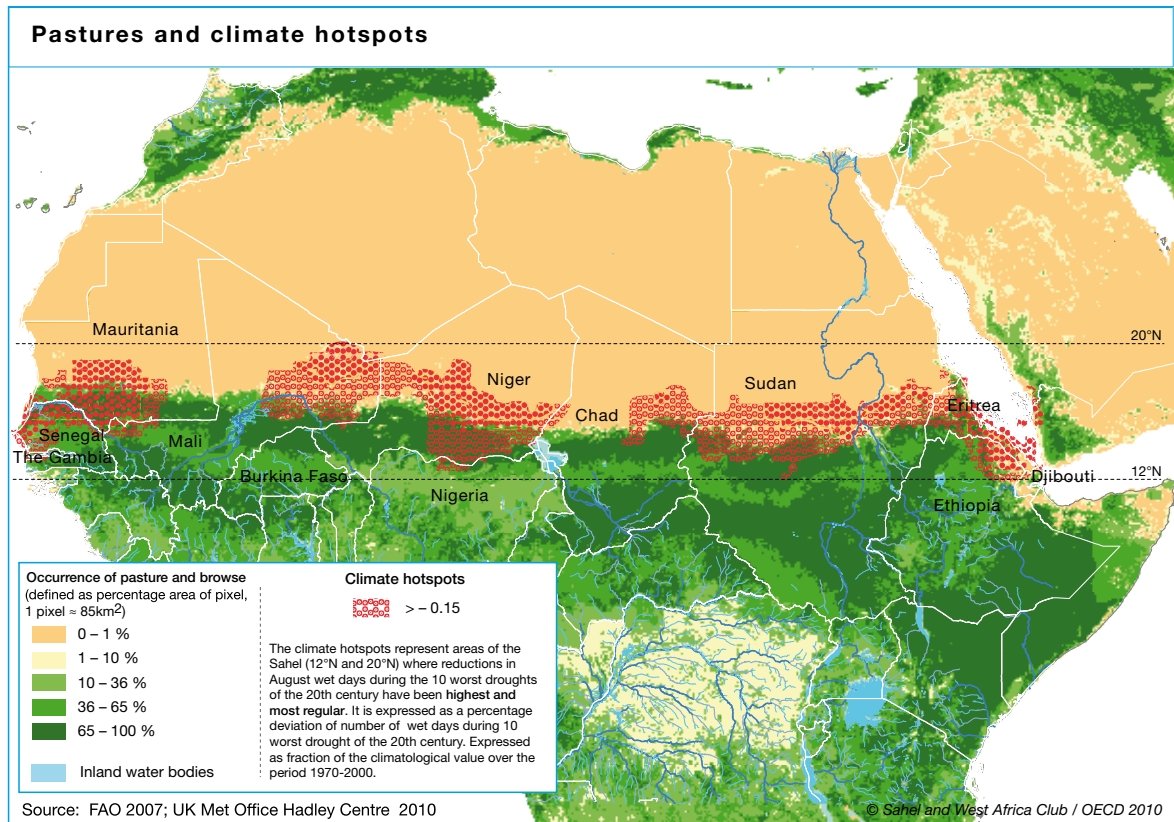 Pastures and climate hotspots
20°N
Mauritania
Niger
Sudan
Chad
Eritrea
Senegal
Mali
The Gambia
Burkina Faso
Djibouti
12°N
Nigeria
Ethiopia
Occurrence of pasture and browse
(defined as percentage area of pixel,
1 pixel ≈ 85km²)
0 – 1 %
1 – 10 %
10 – 36 %
36 – 65 %
65 – 100 %
Inland water bodies
Climate hotspots
> – 0.15
The climate hotspots represent areas of the
Sahel (12°N and 20°N) where reductions in
August wet days during the 10 worst droughts
of the 20th century have been highest and
most regular. It is expressed as a percentage
deviation of number of wet days during 10
worst drought of the 20th century. Expressed
as fraction of the climatological value over the
period 1970-2000.
Source: FAO 2007; UK Met Office Hadley Centre 2010
© Sahel and West Africa Club / OECD 2010